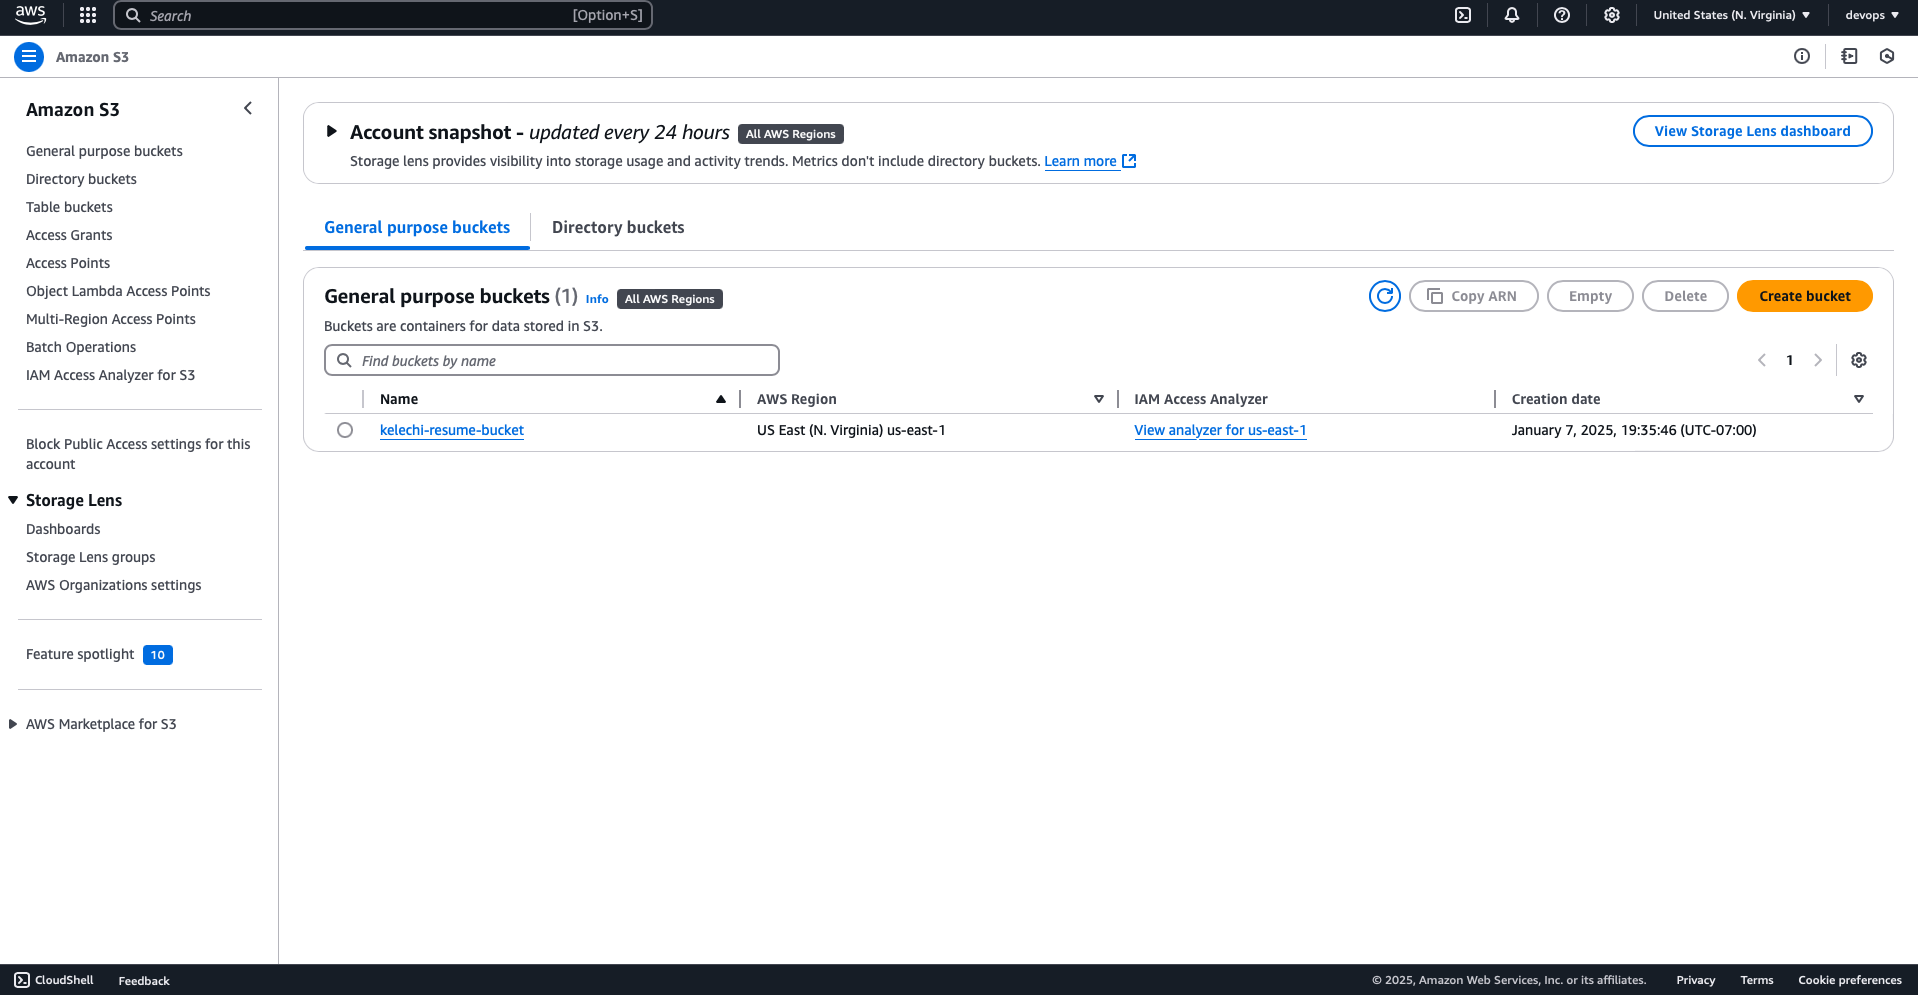 aws
Search [Option+S]
United States (N. Virginia)
devops
Amazon S3
Amazon S3
General purpose buckets
Directory buckets
Table buckets
Access Grants
Access Points
Object Lambda Access Points
Multi-Region Access Points
Batch Operations
IAM Access Analyzer for S3
Block Public Access settings for this
account
Storage Lens
Dashboards
Storage Lens groups
AWS Organizations settings
Feature spotlight 10
AWS Marketplace for S3
Account snapshot - updated every 24 hours All AWS Regions
View Storage Lens dashboard
Storage lens provides visibility into storage usage and activity trends. Metrics don't include directory buckets. Learn more
General purpose buckets Directory buckets
General purpose buckets (1) Info All AWS Regions
Copy ARN Empty Delete Create bucket
Buckets are containers for data stored in S3.
Find buckets by name
1
Name AWS Region IAM Access Analyzer Creation date
kelechi-resume-bucket US East (N. Virginia) us-east-1 View analyzer for us-east-1 January 7, 2025, 19:35:46 (UTC-07:00)
CloudShell Feedback © 2025, Amazon Web Services, Inc. or its affiliates. Privacy Terms Cookie preferences